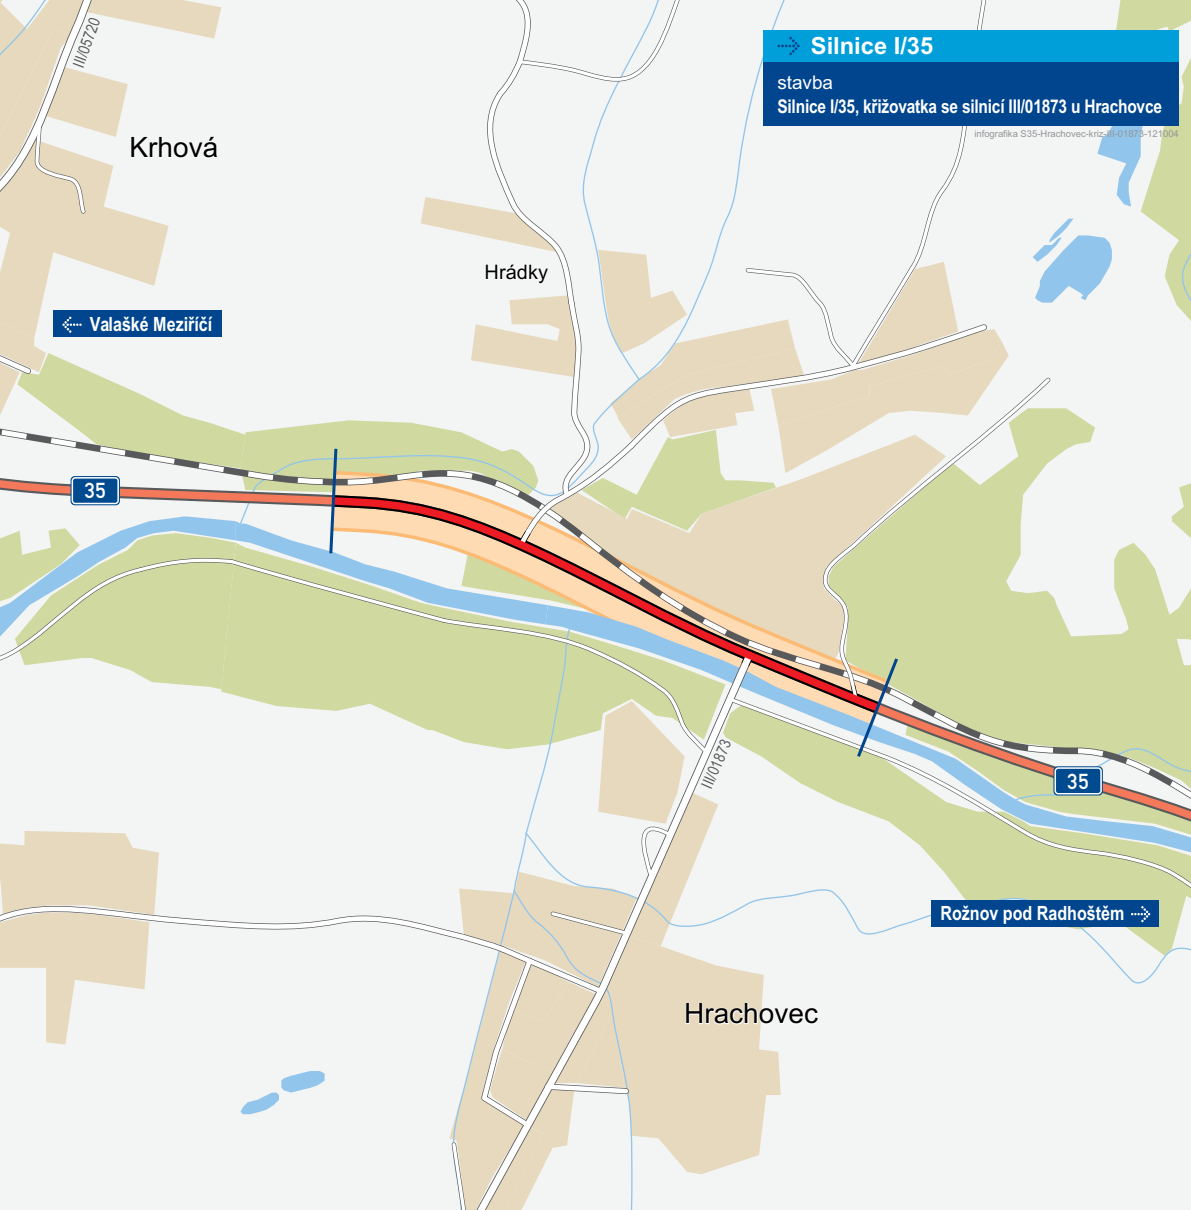 III/05720
Silnice I/35
stavba
Silnice I/35, křižovatka se silnicí III/01873 u Hrachovce
infografika S35-Hrachovec-kriz-III-01873-121004
Krhová
Hrádky
Valašké Meziříčí
35
III/01873
35
Rožnov pod Radhoštěm
Hrachovec